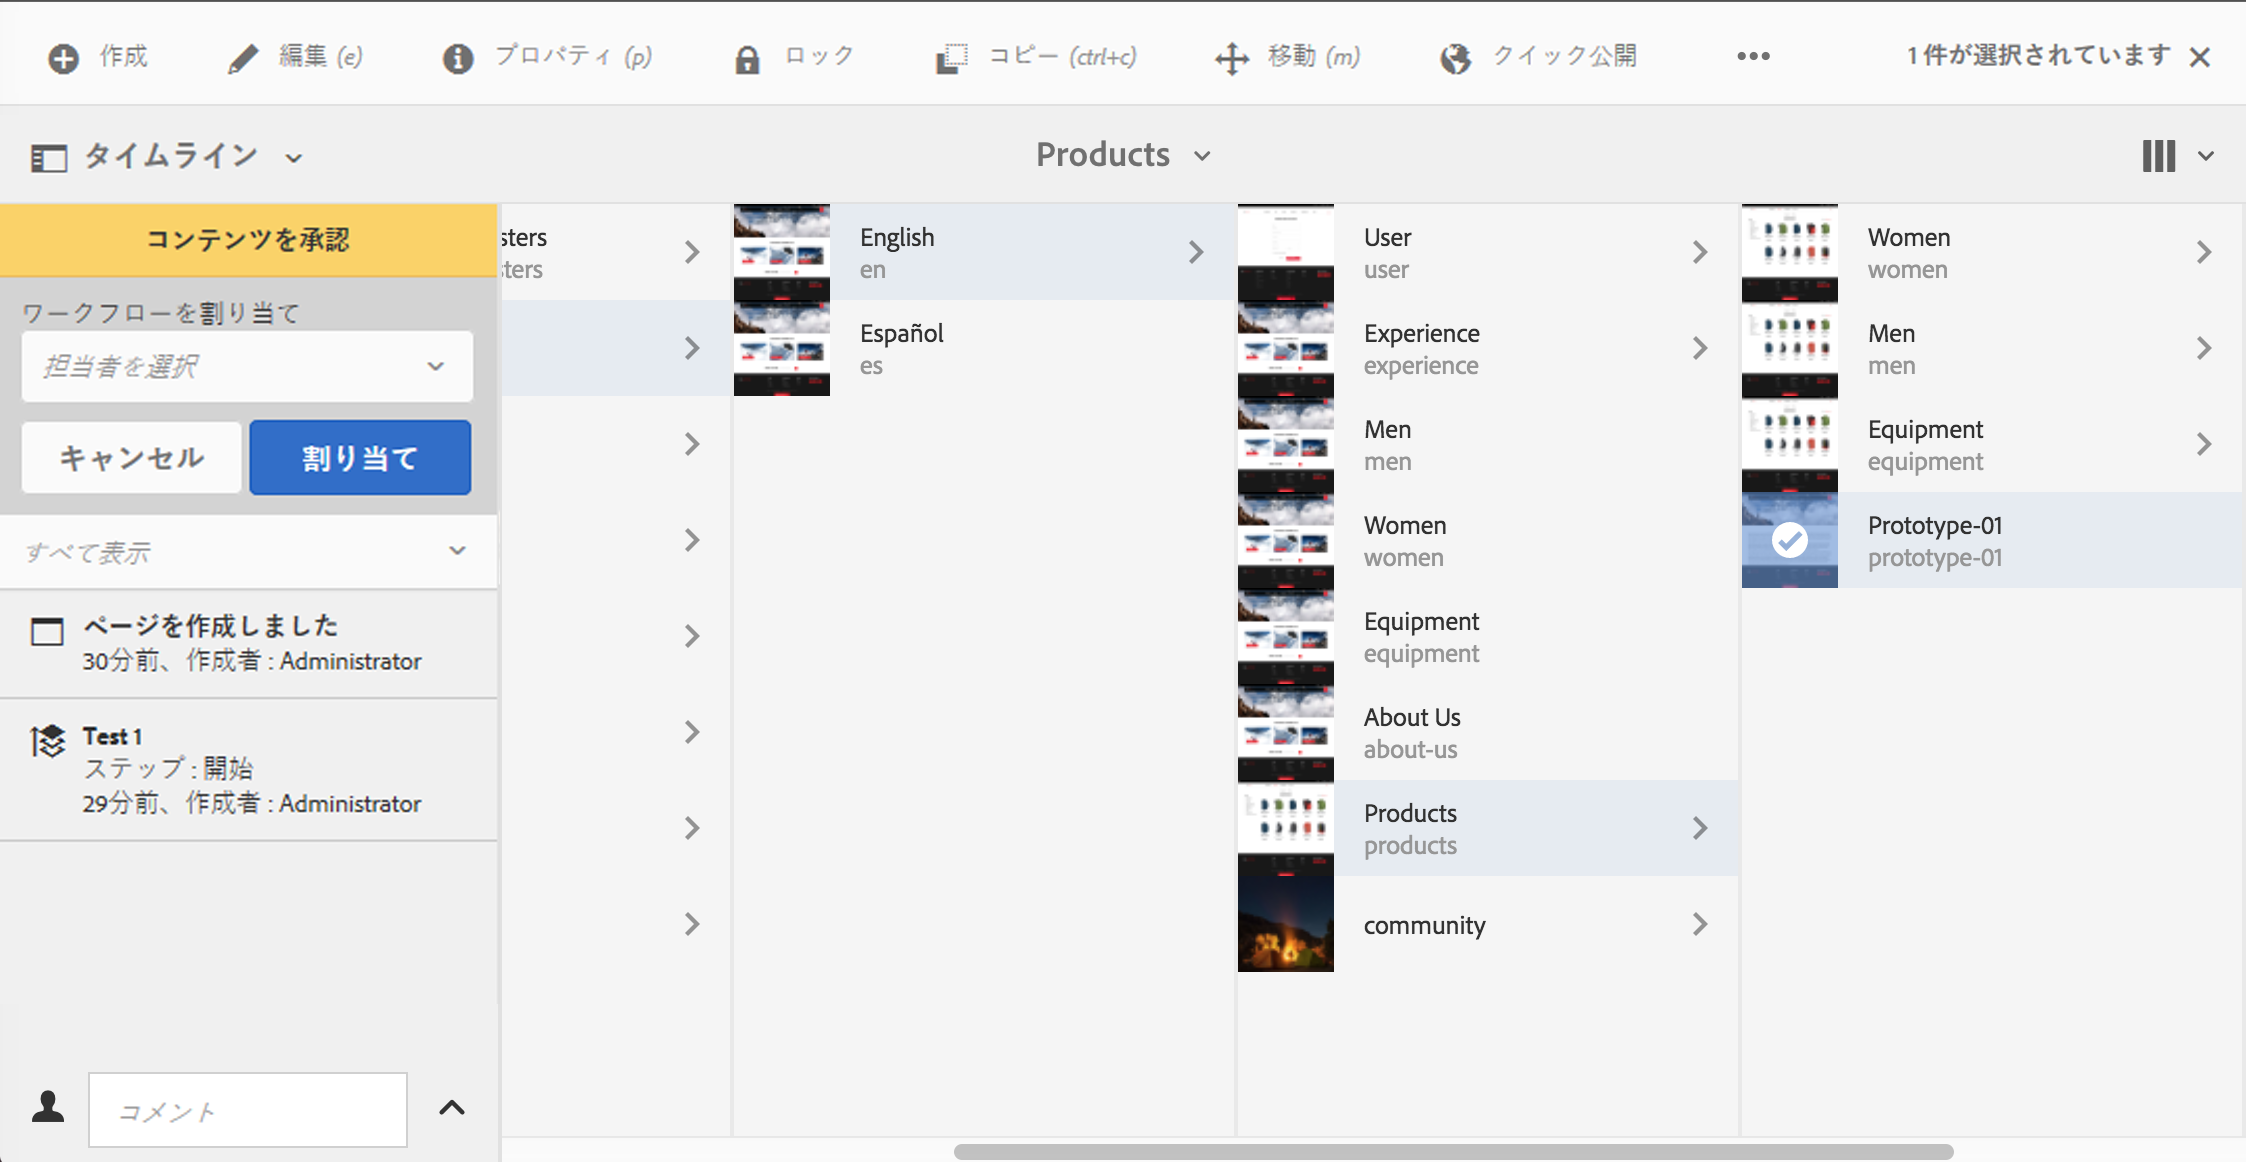 作成
編集 (e)
プロパティ (p)
ロック
コピー (ctrl+c)
移動 (m)
クイック公開
1 件が選択されています
タイムライン
Products
コンテンツを承認
ワークフローを割り当て
担当者を選択
キャンセル
割り当て
すべて表示
ページを作成しました
30分前、作成者 : Administrator
Test 1
ステップ : 開始
29分前、作成者 : Administrator
コメント
sters
sters
English
en
Español
es
User
user
Experience
experience
Men
men
Women
women
Equipment
equipment
About Us
about-us
Products
products
community
Women
women
Men
men
Equipment
equipment
Prototype-01
prototype-01